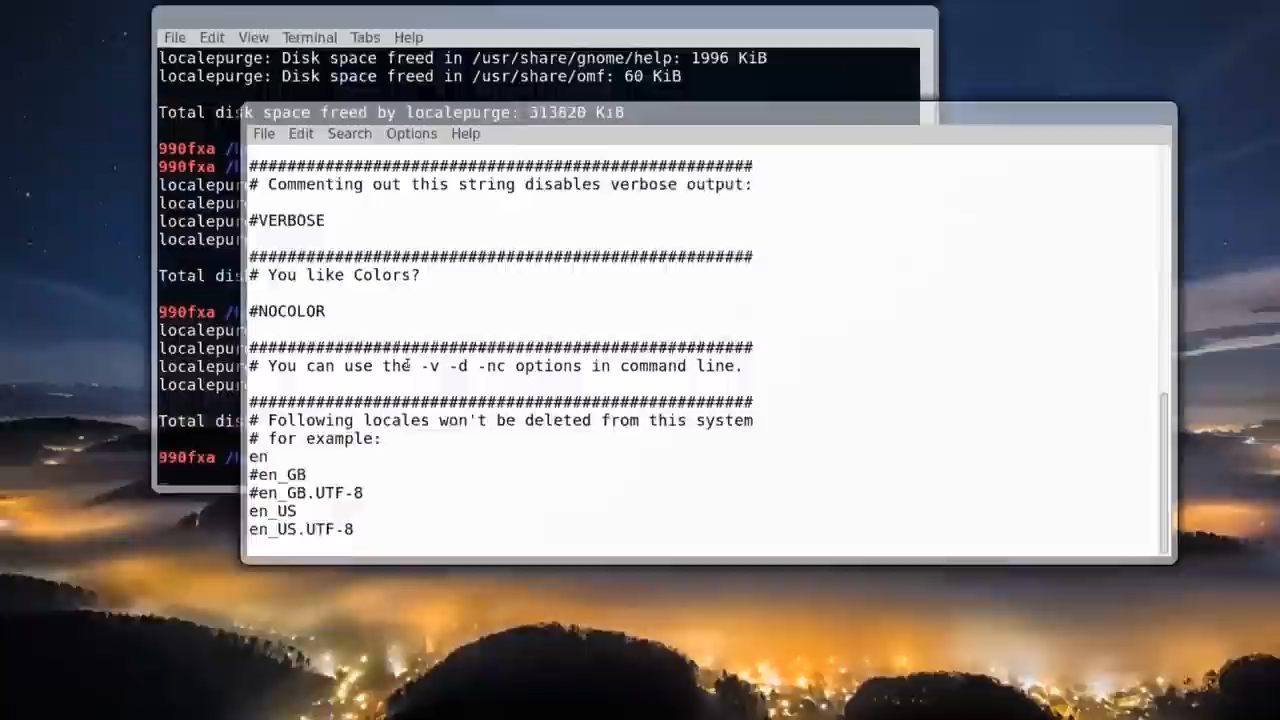 File Edit View Terminal Tabs Help
localepurge: Disk space freed in /usr/share/gnome/help: 1996 KiB
localepurge: Disk space freed in /usr/share/omf: 60 KiB
Total disk space freed by localepurge: 313820 KiB
990fxa /
990fxa /
localepur
localepur
localepur
localepur
Total dis
990fxa /
localepur
localepur
localepur
localepur
Total dis
990fxa /
File Edit Search Options Help
#####################################################
# Commenting out this string disables verbose output:
#VERBOSE
#####################################################
# You like Colors?
#NOCOLOR
#####################################################
# You can use the -v -d -nc options in command line.
#####################################################
# Following locales won't be deleted from this system
# for example:
en
#en_GB
#en_GB.UTF-8
en_US
en_US.UTF-8